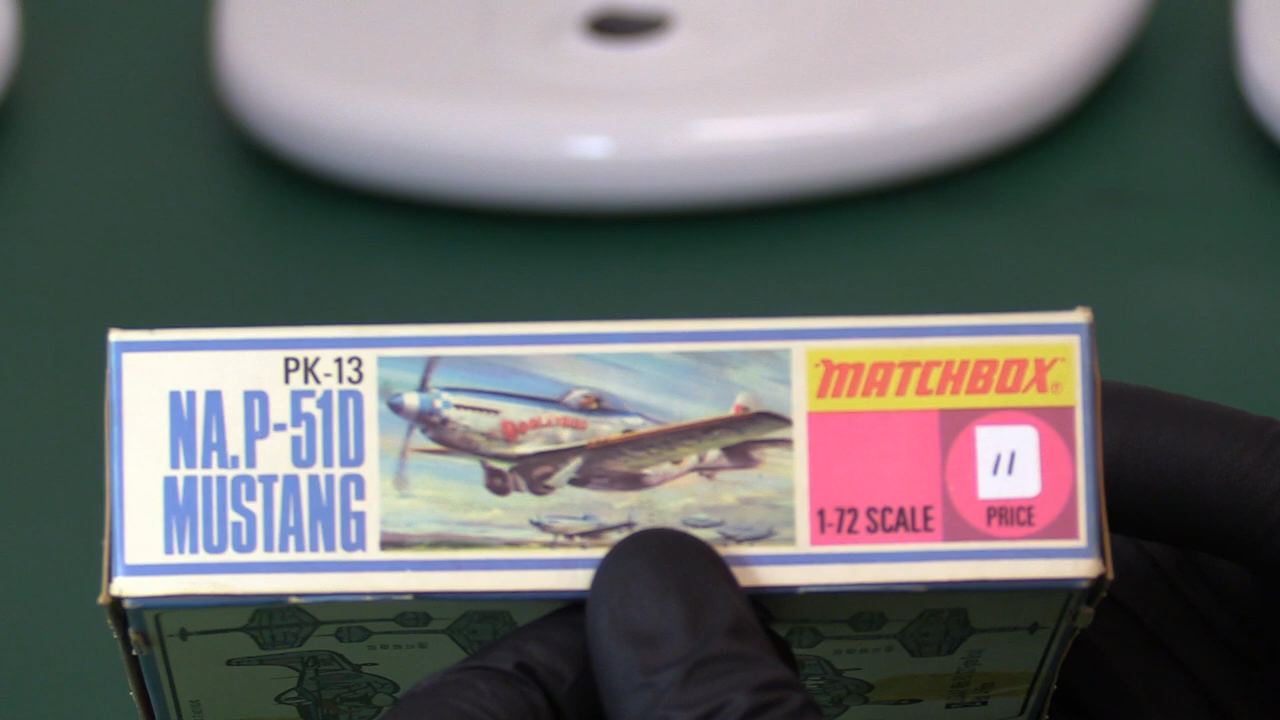 PK-13
NA.P-51D
MUSTANG
MATCHBOX®
1-72 SCALE
11
PRICE